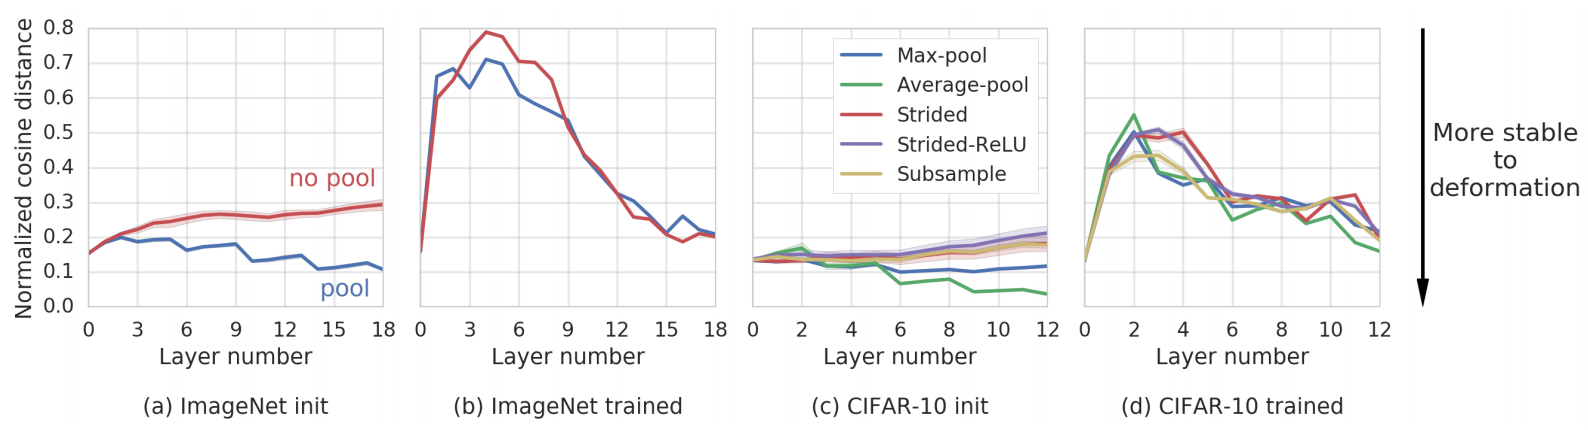 Normalized cosine distance
0.8
0.7
0.6
0.5
0.4
0.3
0.2
0.1
0.0
no pool
pool
0 3 6 9 12 15 18
Layer number
(a) ImageNet init
0 3 6 9 12 15 18
Layer number
(b) ImageNet trained
Max-pool
Average-pool
Strided
Strided-ReLU
Subsample
0 2 4 6 8 10 12
Layer number
(c) CIFAR-10 init
0 2 4 6 8 10 12
Layer number
(d) CIFAR-10 trained
More stable
to
deformation